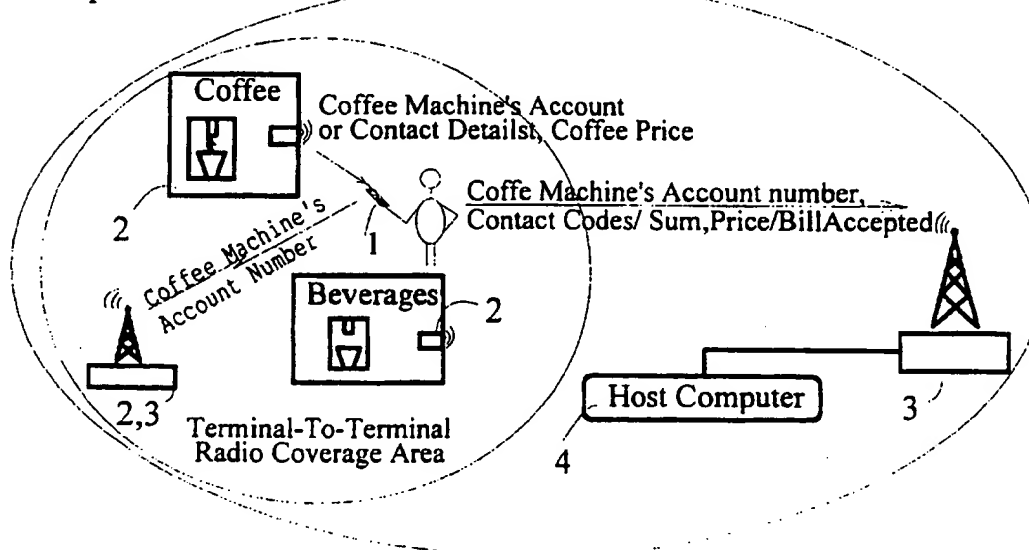 Coffee
Coffee Machine's Account
or Contact Detailst, Coffee Price
2
1
Coffe Machine's Account number,
Contact Codes/ Sum,Price/BillAccepted
Coffee Machine's
Account Number
Beverages
2
2,3
Host Computer
3
4
Terminal-To-Terminal
Radio Coverage Area